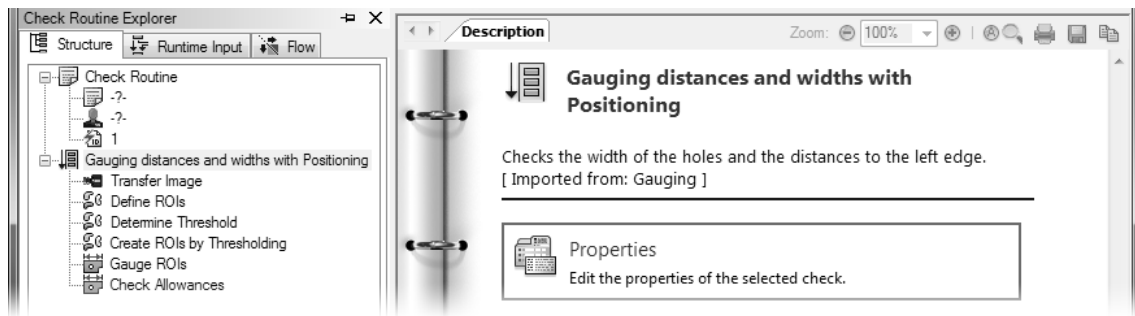 Check Routine Explorer
Structure Runtime Input Flow
Check Routine
-?-
-?-
1
Gauging distances and widths with Positioning
Transfer Image
Define ROIs
Determine Threshold
Create ROIs by Thresholding
Gauge ROIs
Check Allowances
Description
Zoom: 100%
Gauging distances and widths with
Positioning
Checks the width of the holes and the distances to the left edge.
[ Imported from: Gauging ]
Properties
Edit the properties of the selected check.